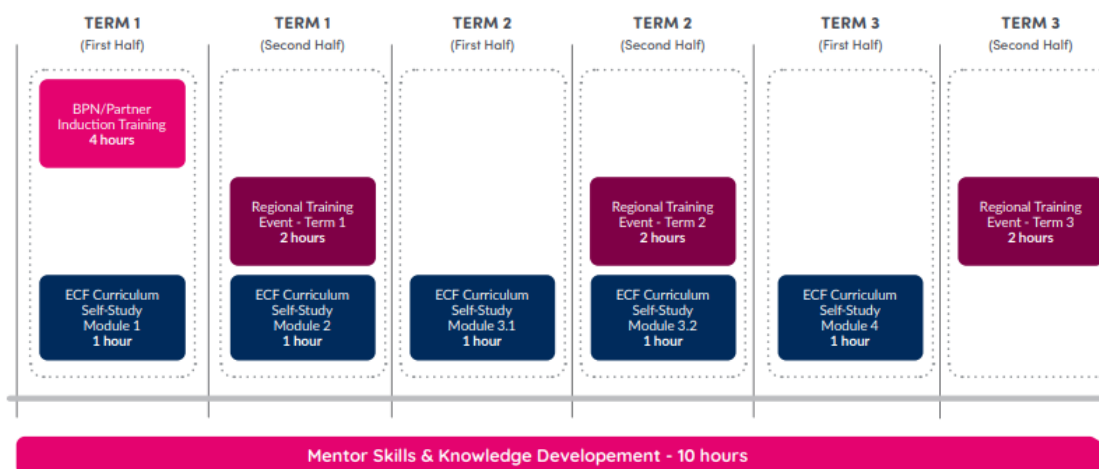 TERM 1
(First Half)
TERM 1
(Second Half)
TERM 2
(First Half)
TERM 2
(Second Half)
TERM 3
(First Half)
TERM 3
(Second Half)
BPN/Partner
Induction Training
4 hours
Regional Training
Event - Term 1
2 hours
Regional Training
Event - Term 2
2 hours
Regional Training
Event - Term 3
2 hours
ECF Curriculum
Self-Study
Module 1
1 hour
ECF Curriculum
Self-Study
Module 2
1 hour
ECF Curriculum
Self-Study
Module 3.1
1 hour
ECF Curriculum
Self-Study
Module 3.2
1 hour
ECF Curriculum
Self-Study
Module 4
1 hour
Mentor Skills & Knowledge Developement - 10 hours